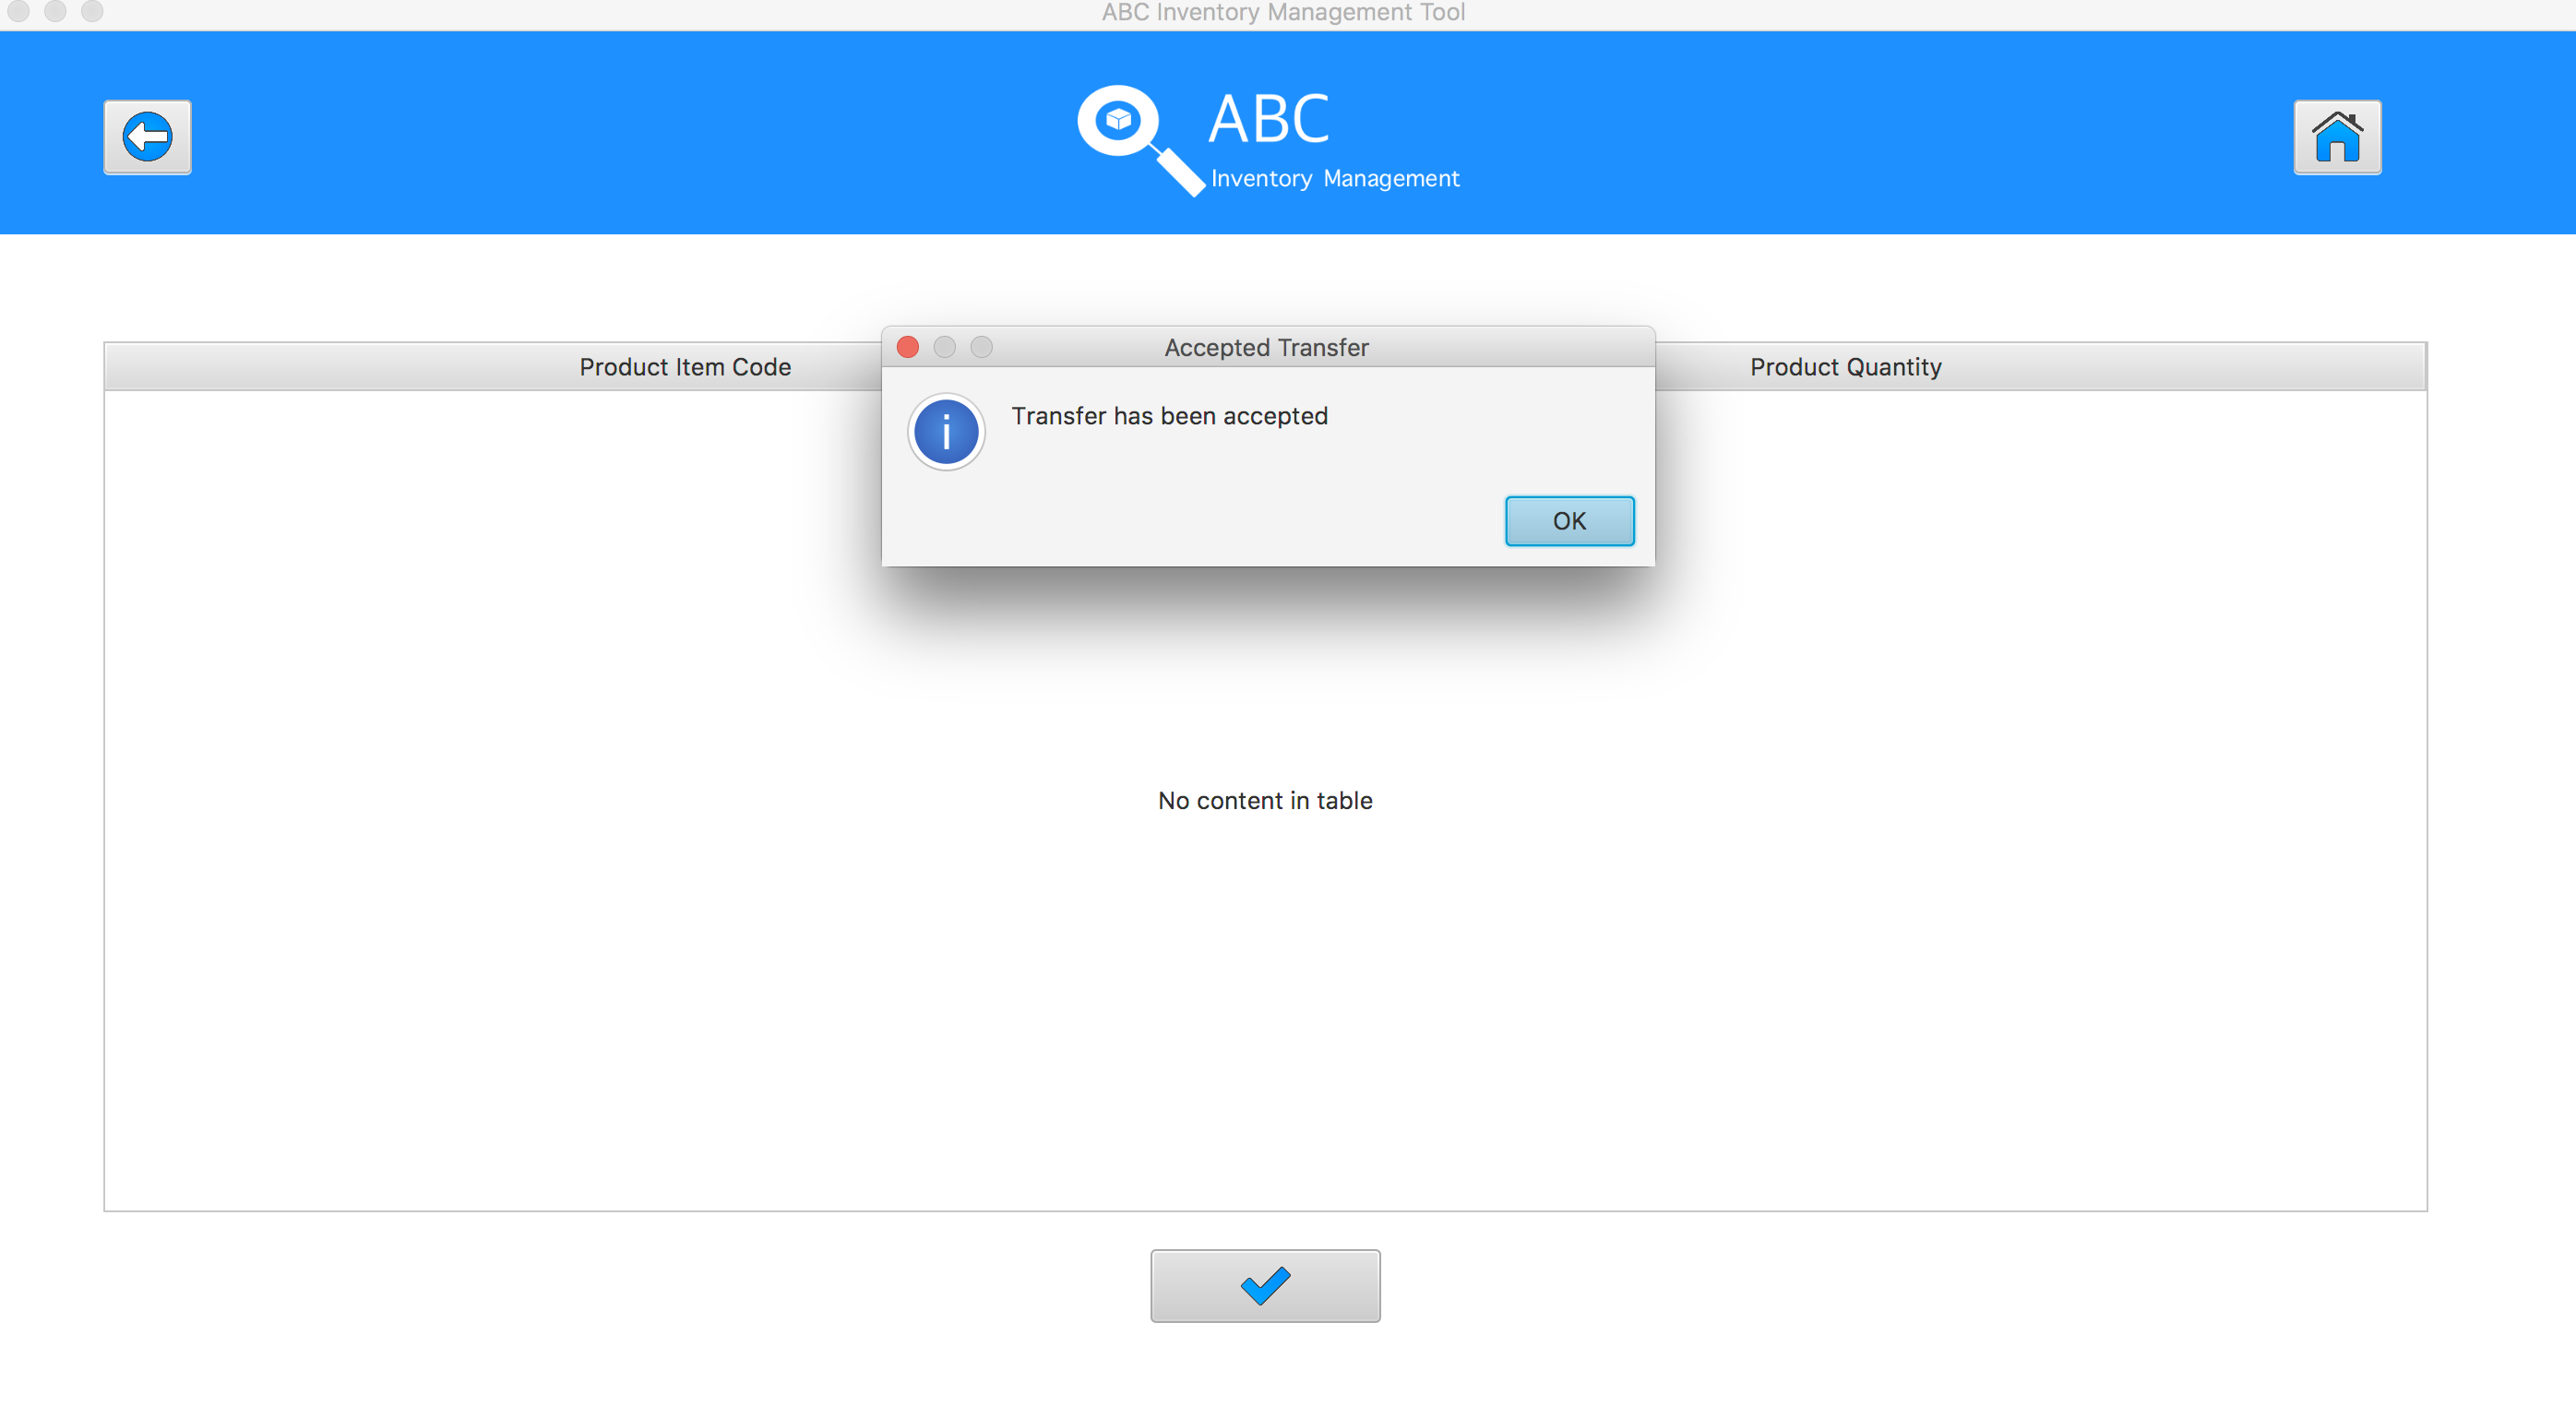 ABC Inventory Management Tool
ABC
Inventory Management
Accepted Transfer
Product Item Code
Product Quantity
i
Transfer has been accepted
OK
No content in table